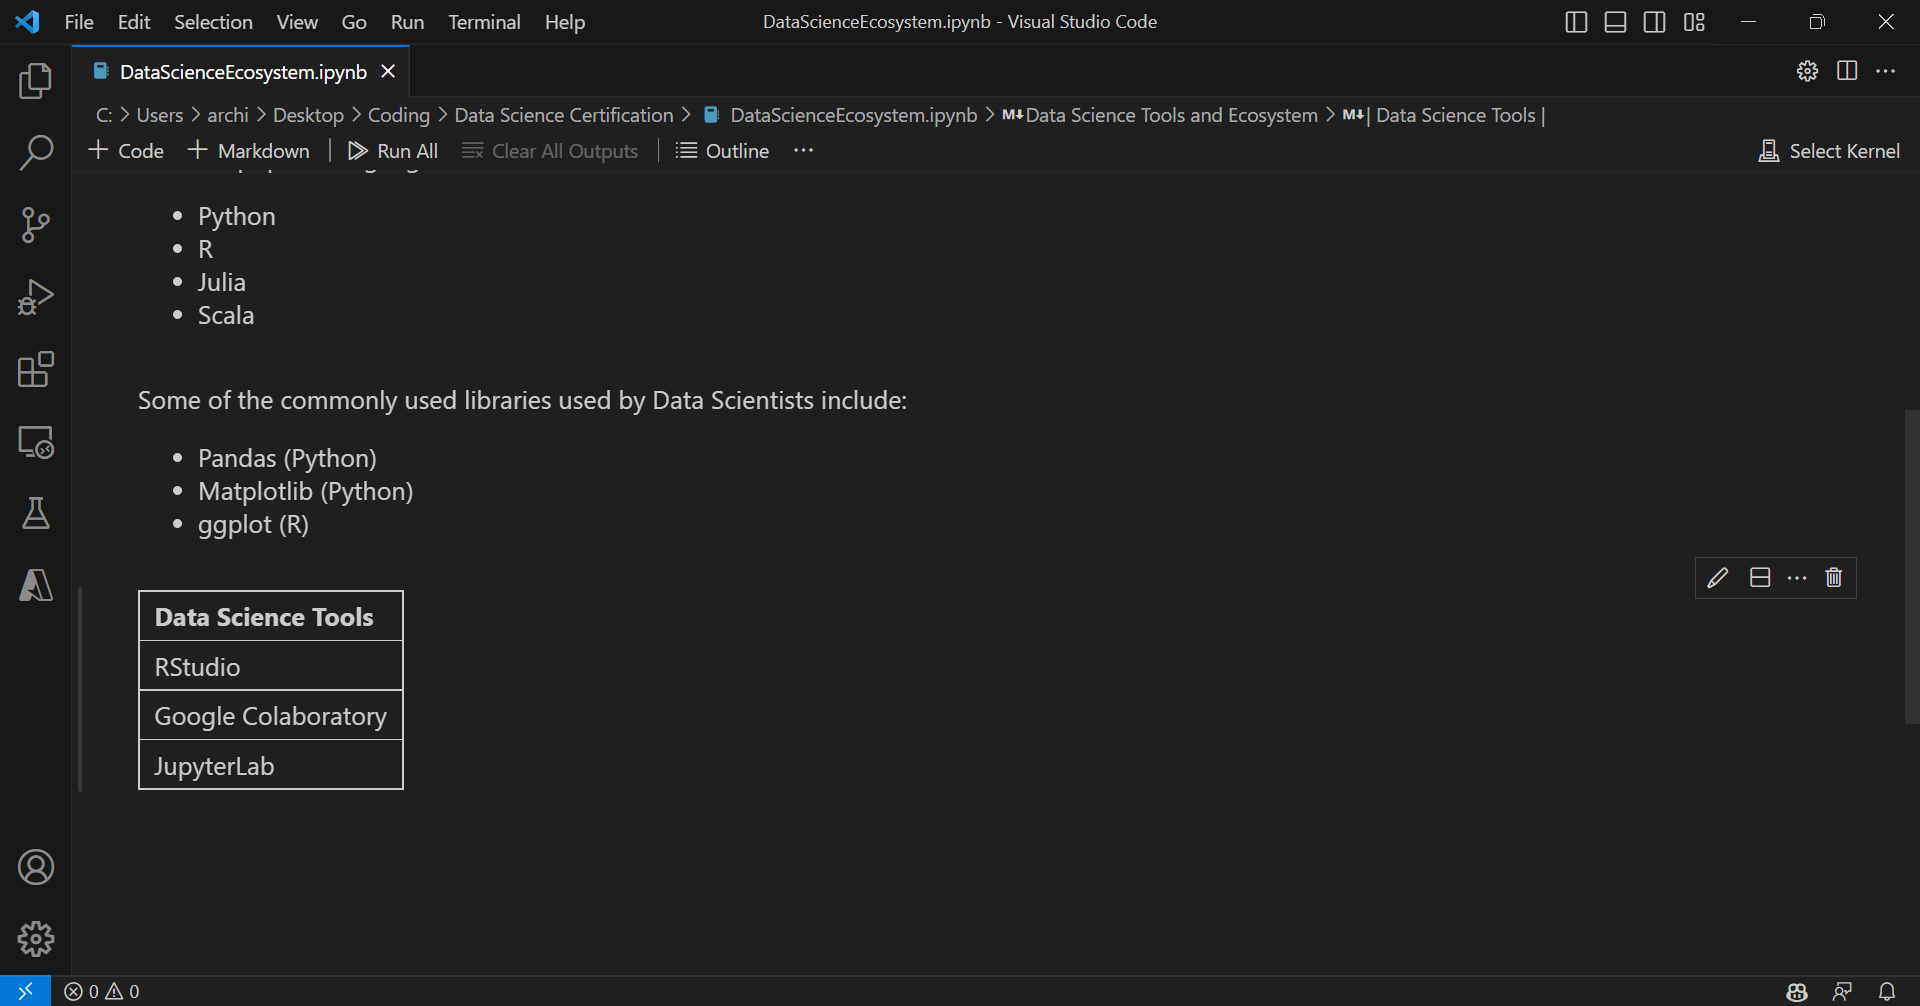 File Edit Selection View Go Run Terminal Help DataScienceEcosystem.ipynb - Visual Studio Code
DataScienceEcosystem.ipynb
C: > Users > archi > Desktop > Coding > Data Science Certification > DataScienceEcosystem.ipynb > M↓Data Science Tools and Ecosystem > M↓| Data Science Tools |
+ Code + Markdown | Run All Clear All Outputs | Outline ··· Select Kernel
• Python
• R
• Julia
• Scala
Some of the commonly used libraries used by Data Scientists include:
• Pandas (Python)
• Matplotlib (Python)
• ggplot (R)
Data Science Tools
RStudio
Google Colaboratory
JupyterLab
0 0